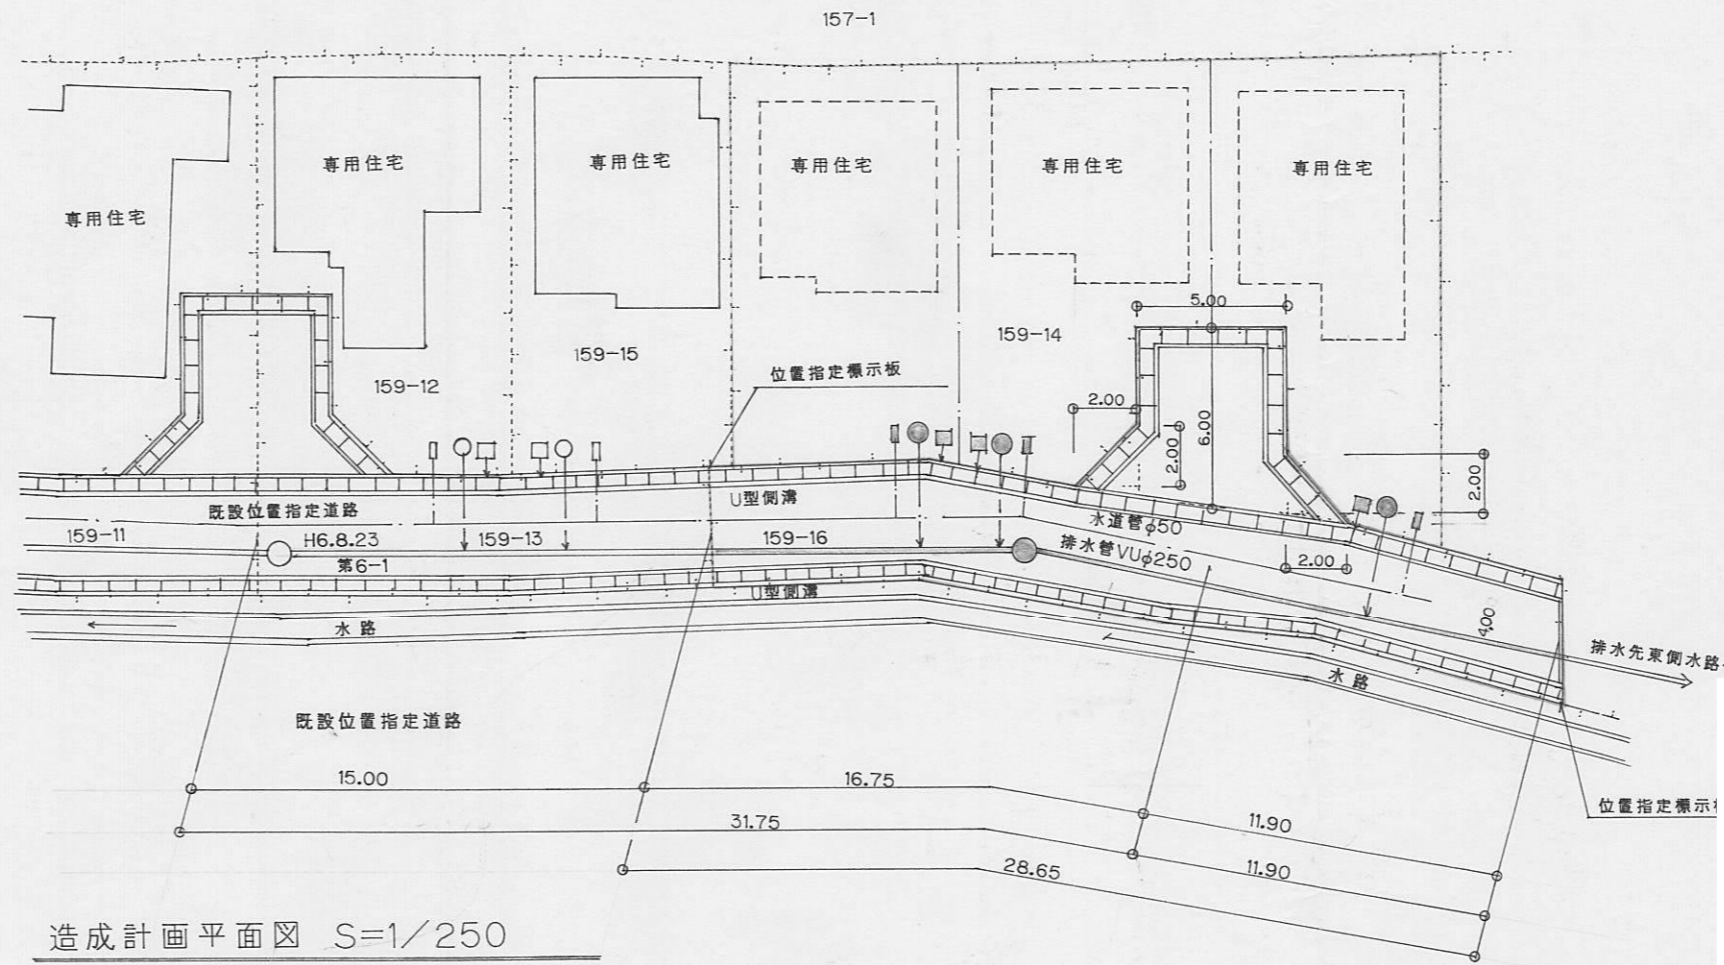 157-1
専用住宅
専用住宅
専用住宅
専用住宅
専用住宅
専用住宅
5.00
159-14
159-15
159-12
位置指定標示板
2.00
6.00
2.00
2.00
既設位置指定道路
U型側溝
水道管φ50
159-11
H6.8.23
159-13
159-16
排水管VUφ250
第6-1
2.00
U型側溝
水路
4.00
排水先東側水路
水路
既設位置指定道路
15.00
16.75
位置指定標示
31.75
11.90
28.65
11.90
造成計画平面図 S=1/250